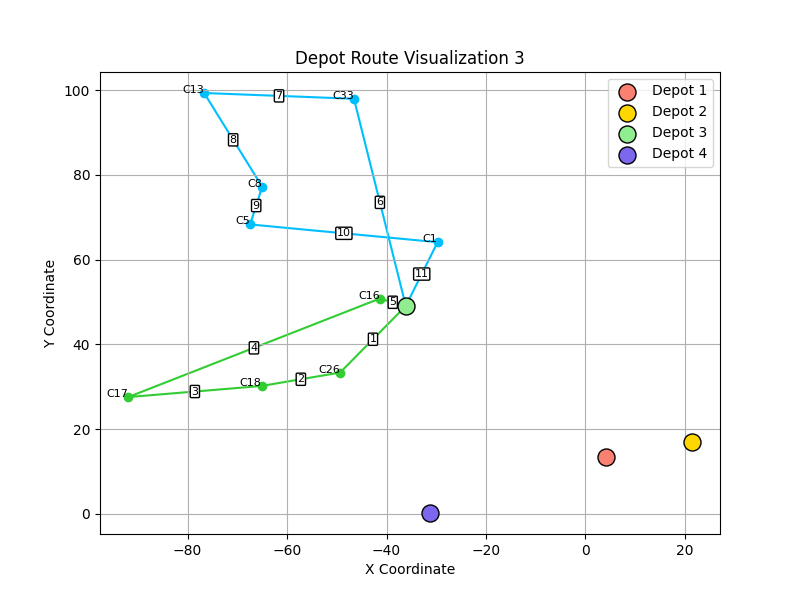 Depot Route Visualization 3
Depot 1
Depot 2
Depot 3
Depot 4
C13
7
C33
8
C8
9
6
C5
10
C1
11
C16
5
1
4
C26
C18
2
C17
3
100
80
60
40
20
0
Y Coordinate
−80
−60
−40
−20
0
20
X Coordinate